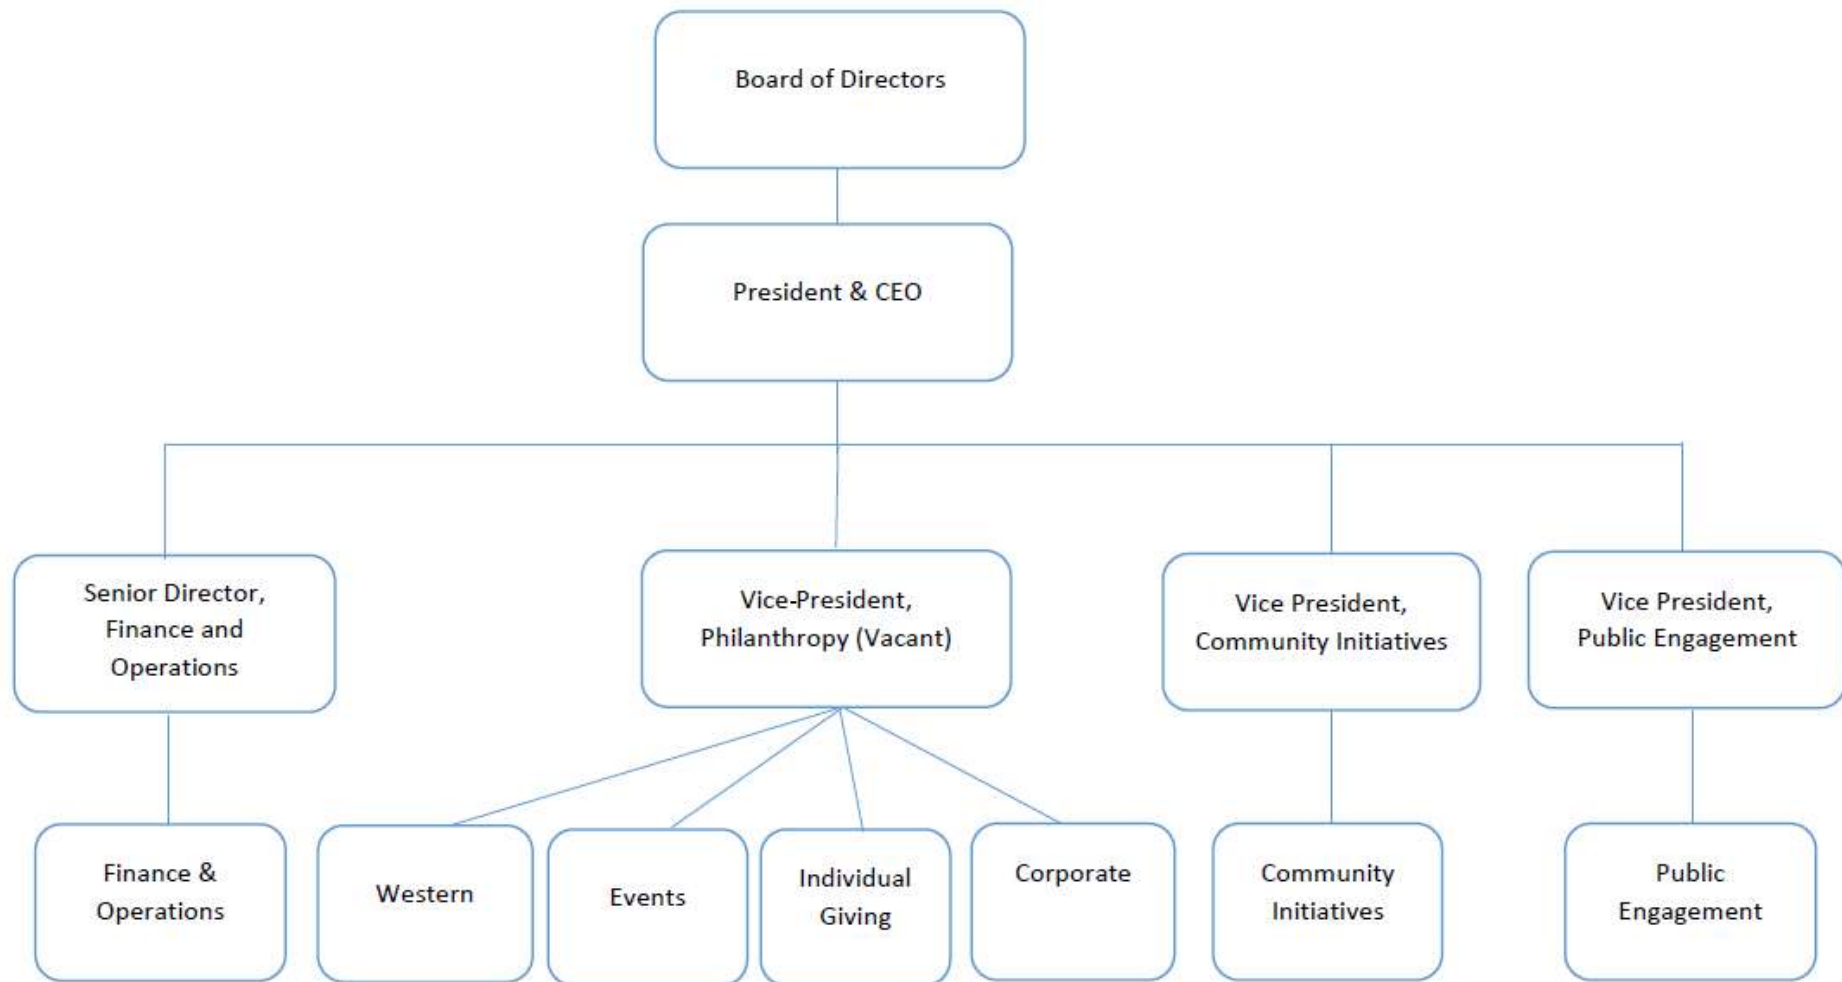 Board of Directors
President & CEO
Senior Director,
Finance and
Operations
Vice-President,
Philanthropy (Vacant)
Vice President,
Community Initiatives
Vice President,
Public Engagement
Finance &
Operations
Western
Events
Individual
Giving
Corporate
Community
Initiatives
Public
Engagement